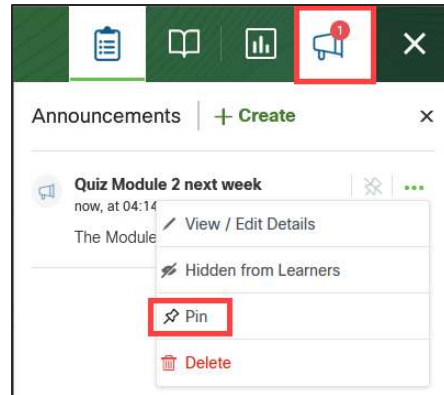 1
Announcements + Create
Quiz Module 2 next week
now, at 04:14
The Module
View / Edit Details
Hidden from Learners
Pin
Delete